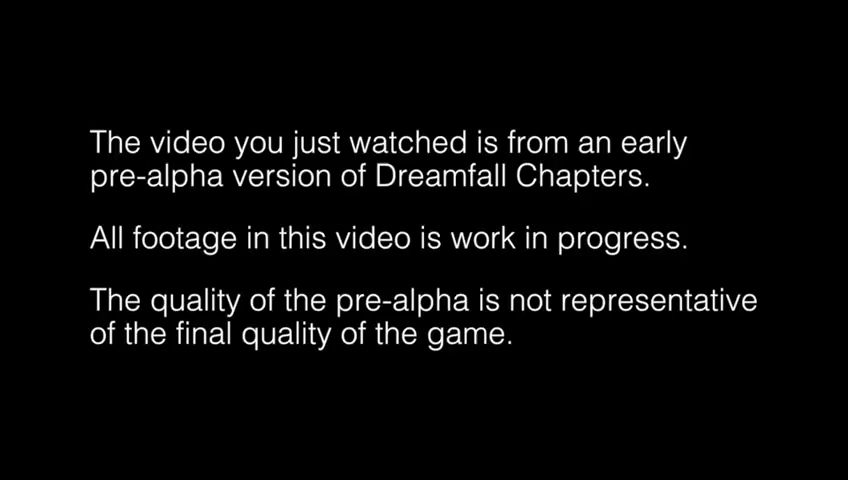 The video you just watched is from an early
pre-alpha version of Dreamfall Chapters.
All footage in this video is work in progress.
The quality of the pre-alpha is not representative
of the final quality of the game.